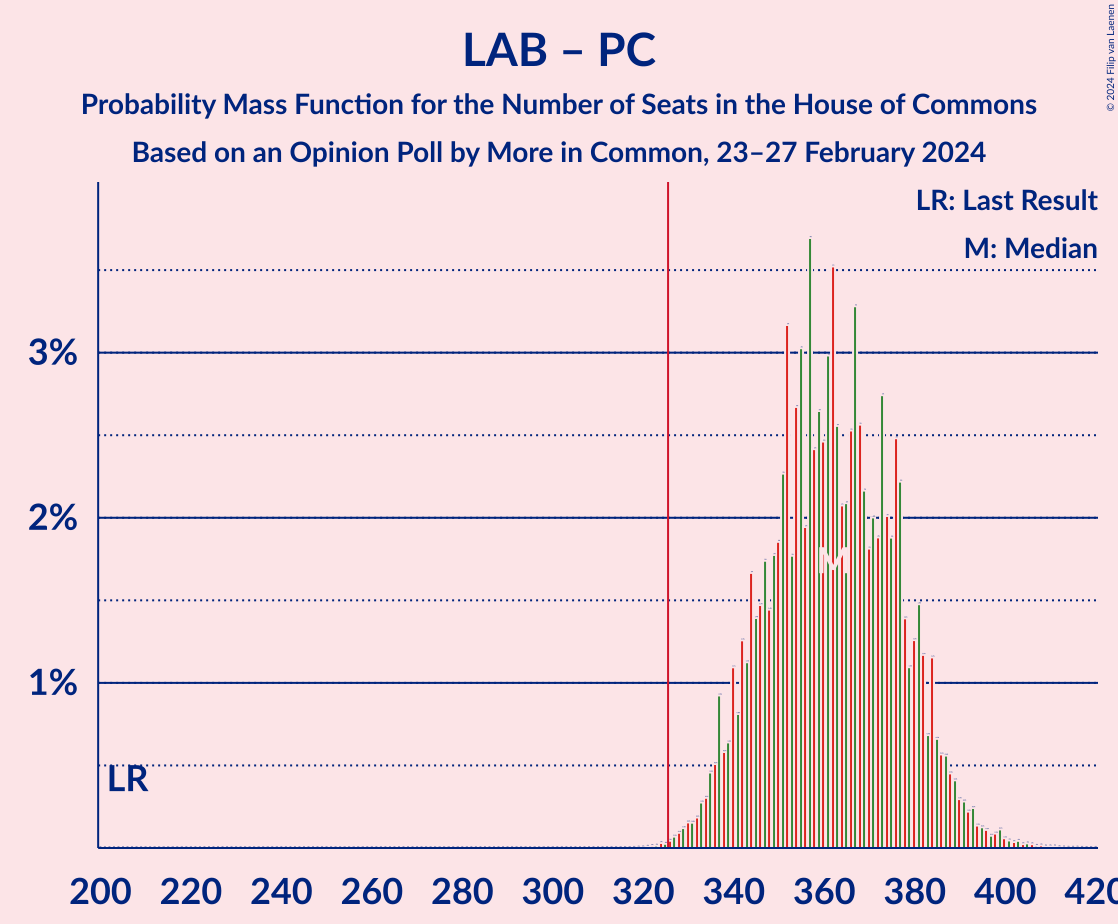 LAB – PC
Probability Mass Function for the Number of Seats in the House of Commons
Based on an Opinion Poll by More in Common, 23–27 February 2024
© 2024 Filip van Laenen
LR: Last Result
M: Median
3%
2%
1%
M
LR
200 220 240 260 280 300 320 340 360 380 400 420